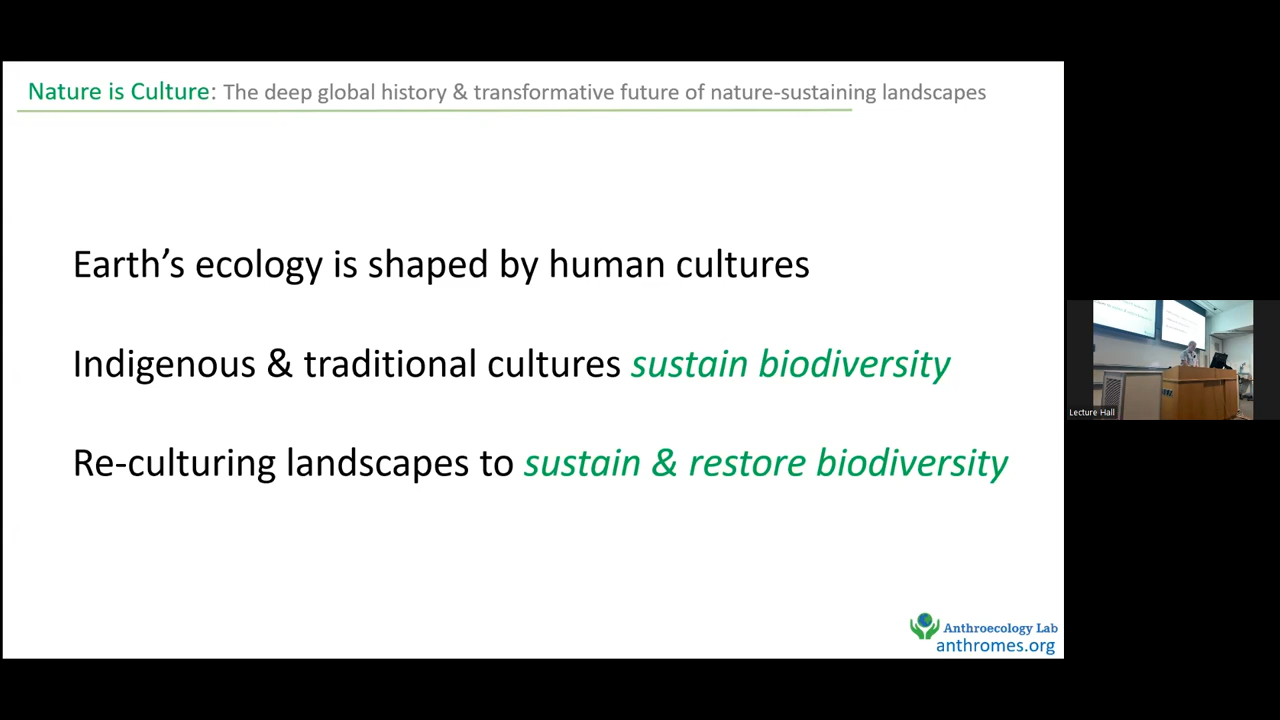 Nature is Culture: The deep global history & transformative future of nature-sustaining landscapes
Earth's ecology is shaped by human cultures
Indigenous & traditional cultures sustain biodiversity
Re-culturing landscapes to sustain & restore biodiversity
Anthroecology Lab
anthromes.org
Lecture Hall